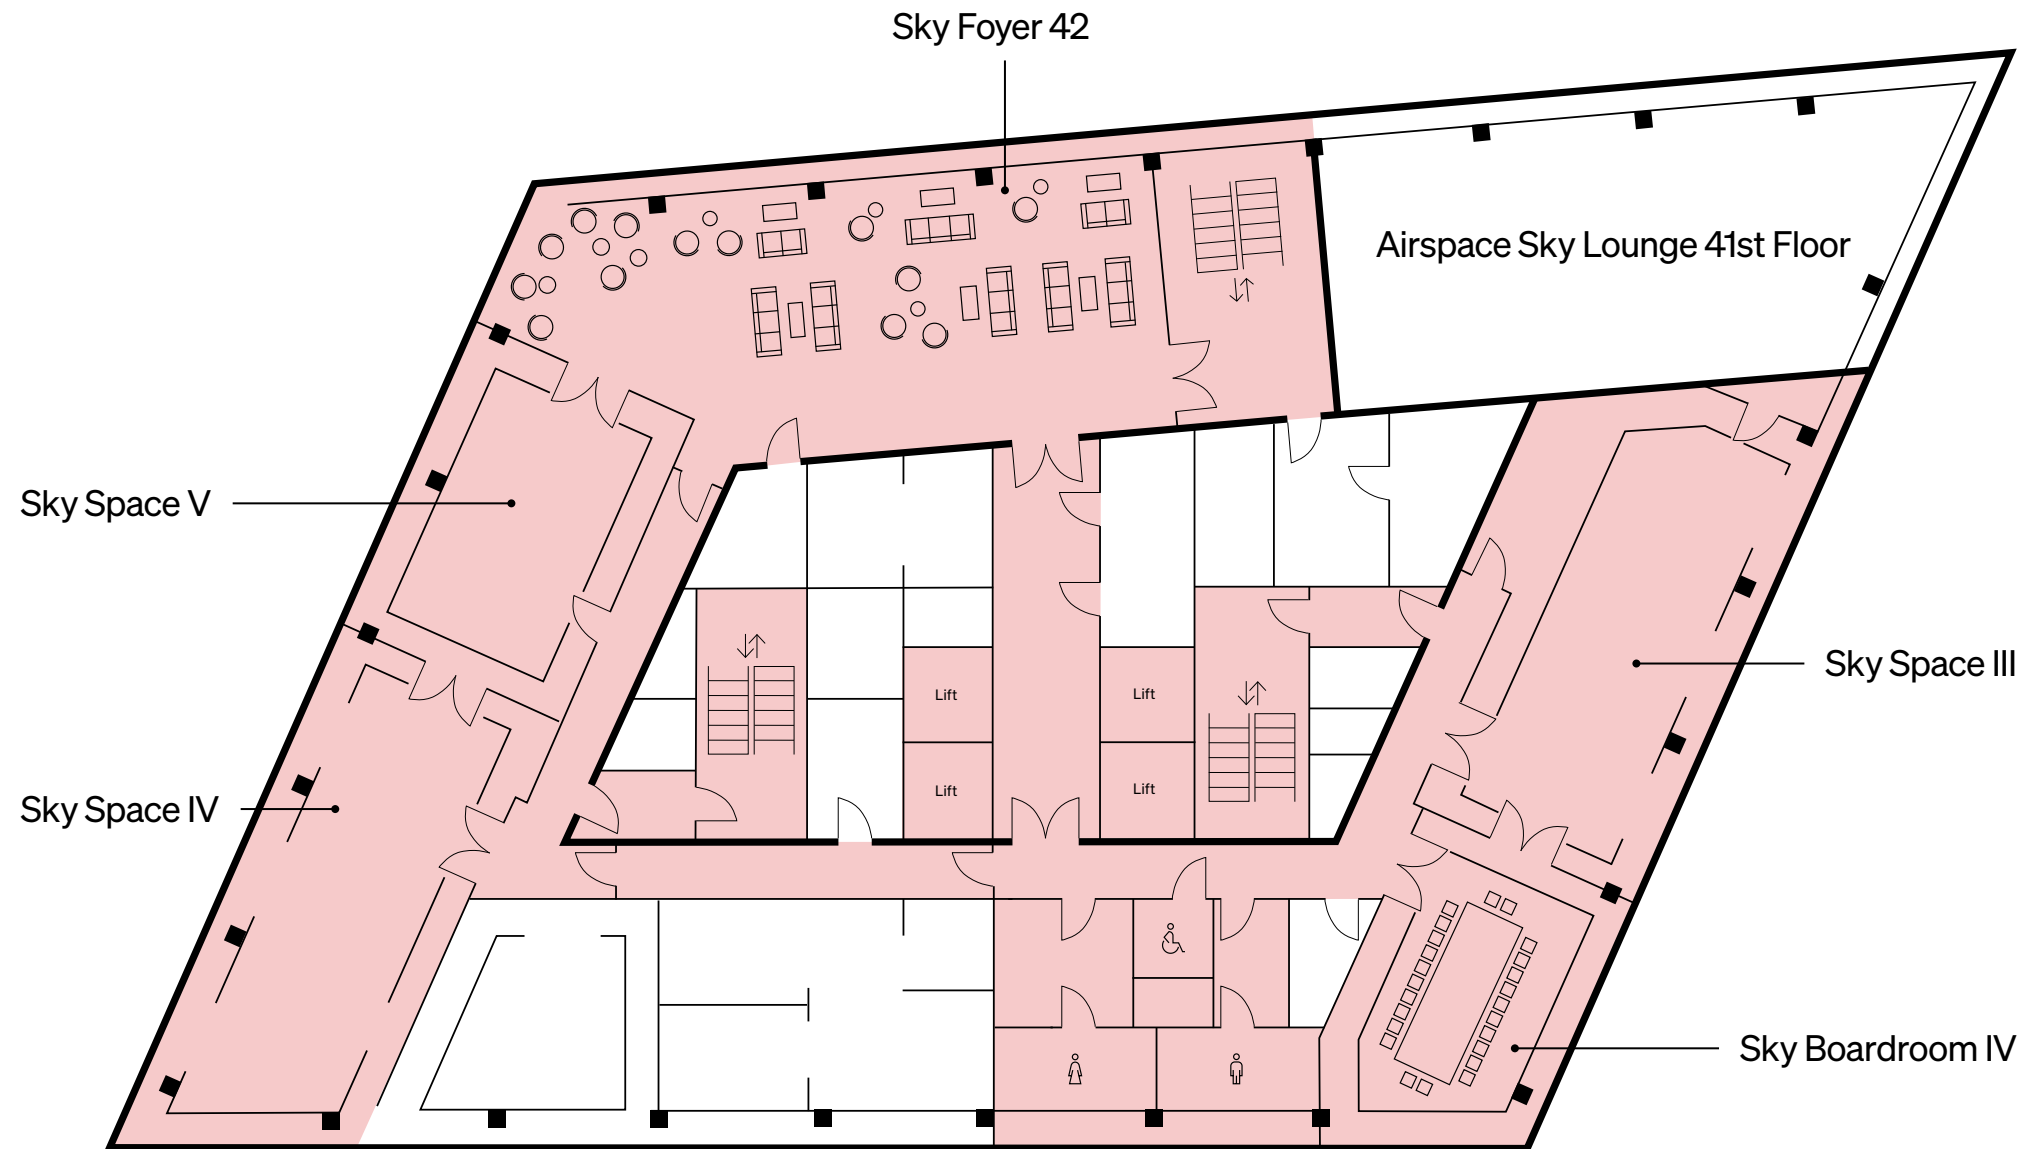 Sky Foyer 42
Airspace Sky Lounge 41st Floor
Sky Space V
Sky Space III
Lift
Lift
Lift
Lift
Sky Space IV
Sky Boardroom IV